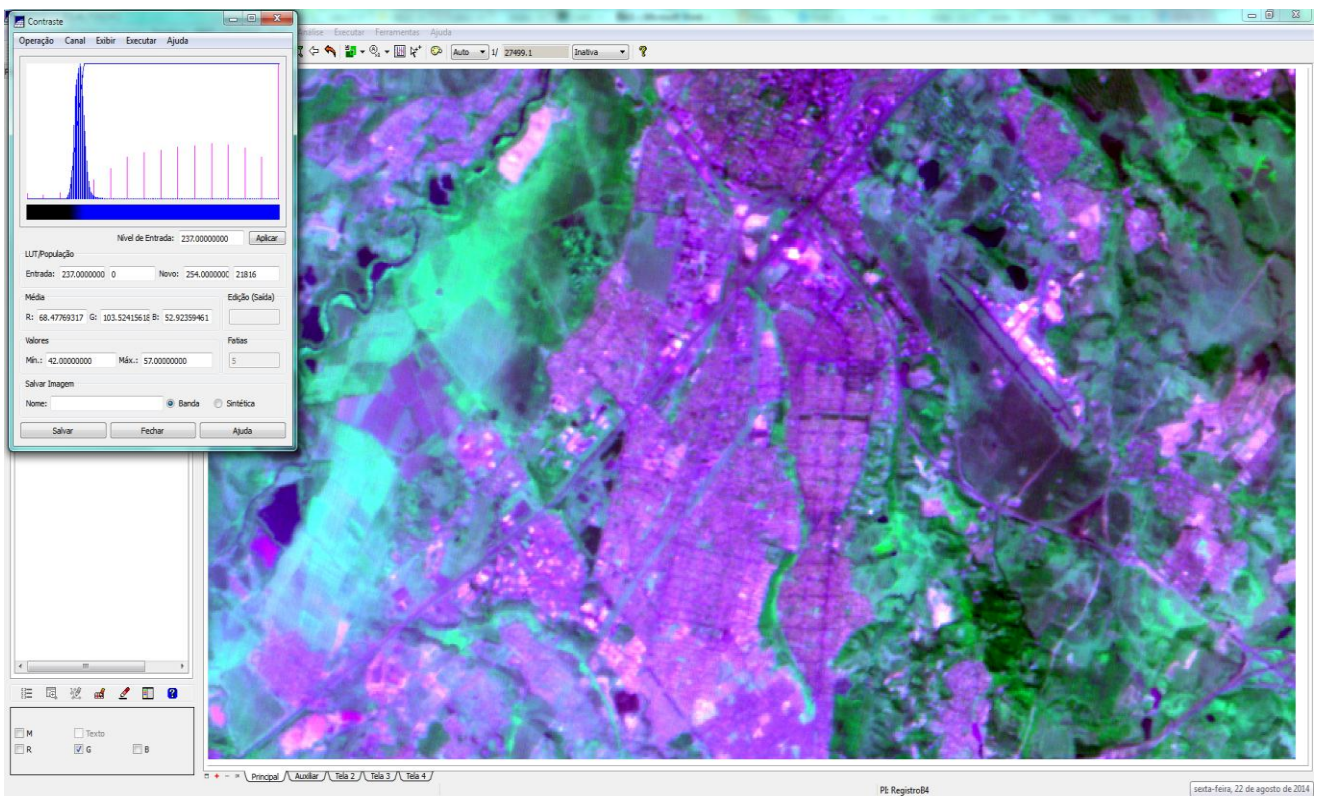 Contraste
Operação Canal Exibir Executar Ajuda
Análise Executar Ferramentas Ajuda
Auto 1/ 27499.1 Inativa
Nível de Entrada: 237.00000000 Aplicar
LUT/População
Entrada: 237.0000000 0 Novo: 254.0000000 21816
Média Edição (Saída)
R: 68.47769317 G: 103.52415618 B: 52.92359461
Valores Fatias
Mín.: 42.00000000 Máx.: 57.00000000 5
Salvar Imagem
Nome: Banda Sintética
Salvar Fechar Ajuda
M Texto
R G B
Principal Auxiliar Tela 2 Tela 3 Tela 4
PI: RegistroB4 sexta-feira, 22 de agosto de 2014